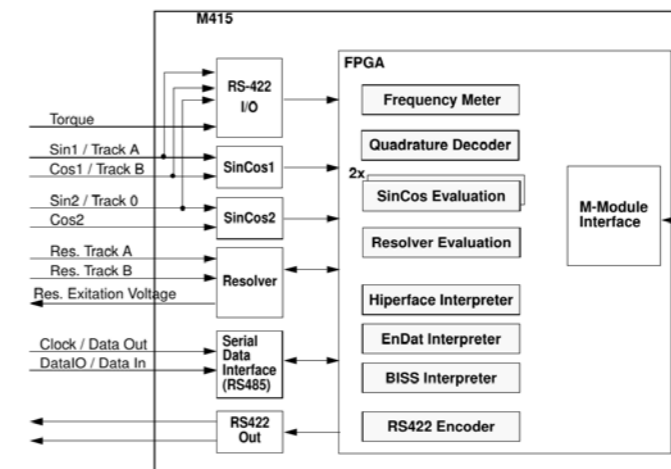 M415
FPGA
RS-422
I/O
Frequency Meter
Torque
Sin1 / Track A
Cos1 / Track B
SinCos1
Quadrature Decoder
2x
SinCos Evaluation
Sin2 / Track 0
Cos2
SinCos2
M-Module
Interface
Resolver Evaluation
Res. Track A
Res. Track B
Res. Exitation Voltage
Resolver
Hiperface Interpreter
Clock / Data Out
DataIO / Data In
Serial
Data
Interface
(RS485)
EnDat Interpreter
BISS Interpreter
RS422
Out
RS422 Encoder